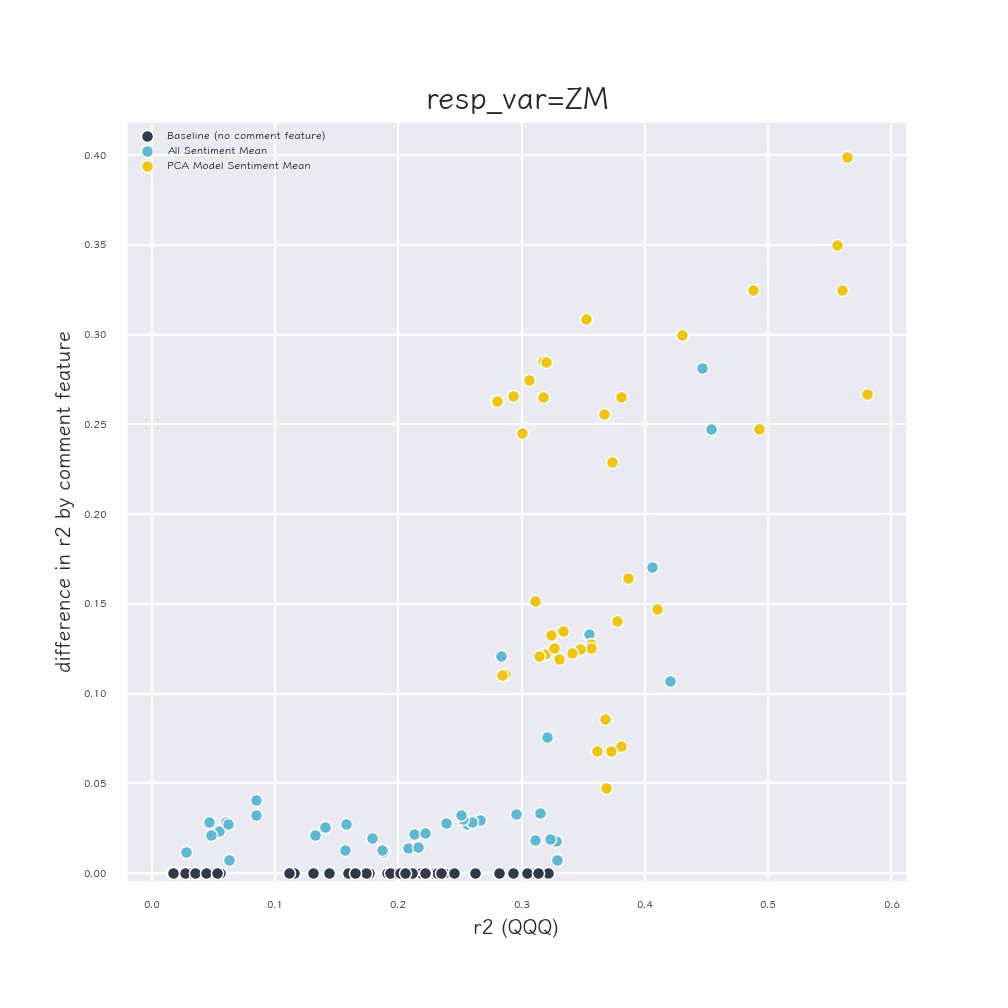 resp_var=ZM
Baseline (no comment feature)
All Sentiment Mean
PCA Model Sentiment Mean
0.40
0.35
0.30
0.25
0.20
0.15
0.10
0.05
0.00
difference in r2 by comment feature
0.0 0.1 0.2 0.3 0.4 0.5 0.6
r2 (QQQ)